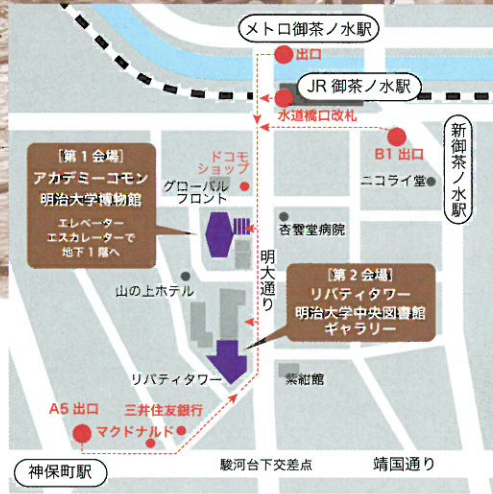 メトロ御茶ノ水駅
出口
JR 御茶ノ水駅
水道橋口改札
B1 出口
新御茶ノ水駅
ニコライ堂
[第1会場]
アカデミーコモン
明治大学博物館
エレベーター
エスカレーターで
地下1階へ
ドコモ
ショップ
グローバル
フロント
杏雲堂病院
明大通り
山の上ホテル
[第2会場]
リバティタワー
明治大学中央図書館
ギャラリー
リバティタワー
紫紺館
A5 出口
三井住友銀行
マクドナルド
神保町駅
駿河台下交差点
靖国通り